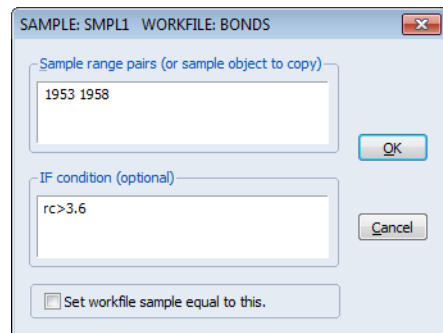 SAMPLE: SMPL1 WORKFILE: BONDS
Sample range pairs (or sample object to copy)
1953 1958
OK
IF condition (optional)
rc>3.6
Cancel
Set workfile sample equal to this.